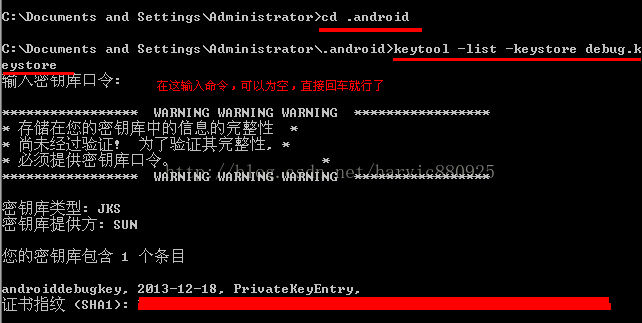 C:\Documents and Settings\Administrator>cd .android
C:\Documents and Settings\Administrator\.android>keytool -list -keystore debug.k
eystore
输入密钥库口令:
在这输入命令，可以为空，直接回车就行了
***************** WARNING WARNING WARNING *****************
* 存储在您的密钥库中的信息的完整性 *
* 尚未经过验证! 为了验证其完整性, *
* 必须提供密钥库口令。 *
http://blog.csdn.net/harvic880925
***************** WARNING WARNING WARNING *****************
密钥库类型: JKS
密钥库提供方: SUN
您的密钥库包含 1 个条目
androiddebugkey, 2013-12-18, PrivateKeyEntry,
证书指纹 (SHA1):